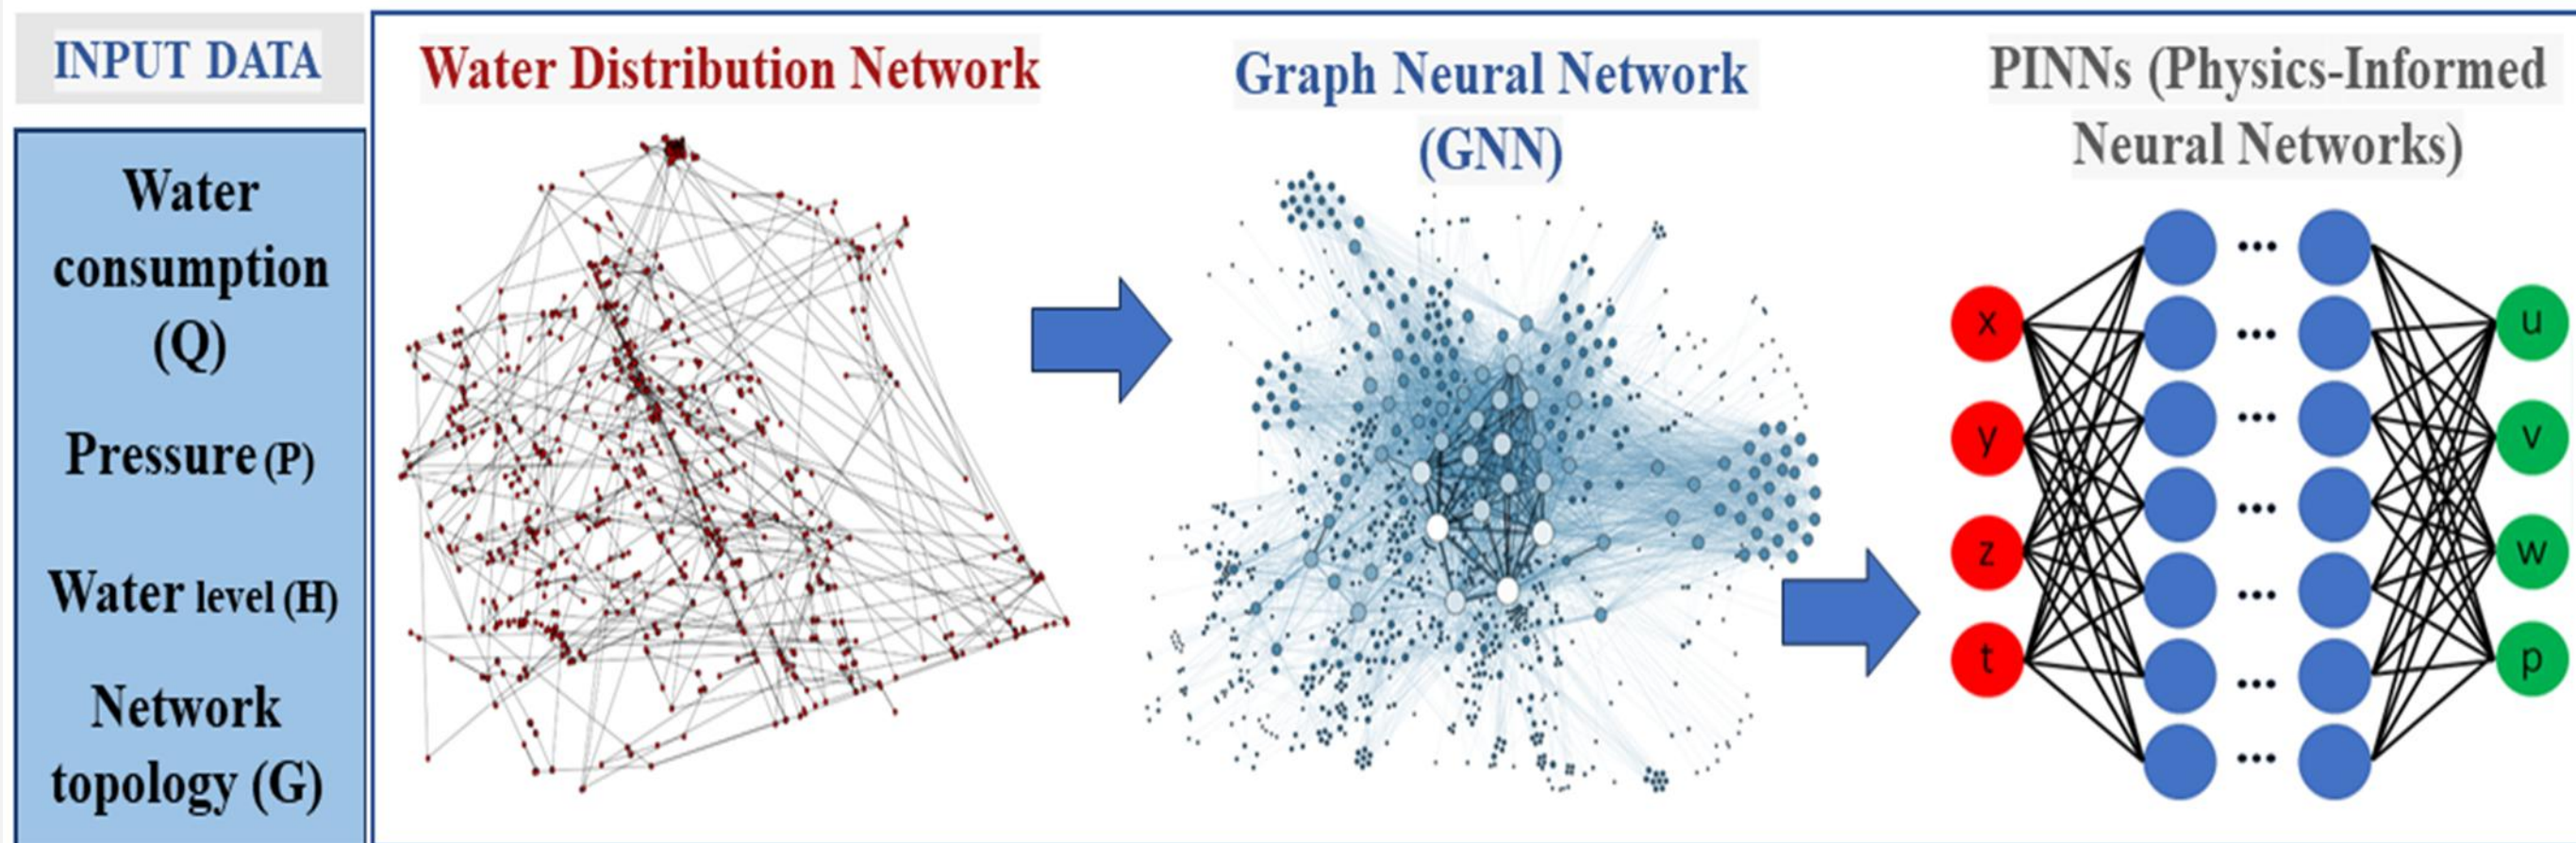 INPUT DATA
Water
consumption
(Q)
Pressure (P)
Water level (H)
Network
topology (G)
Water Distribution Network
Graph Neural Network
(GNN)
PINNs (Physics-Informed
Neural Networks)
x
y
z
t
...
...
...
...
...
...
...
u
v
w
p